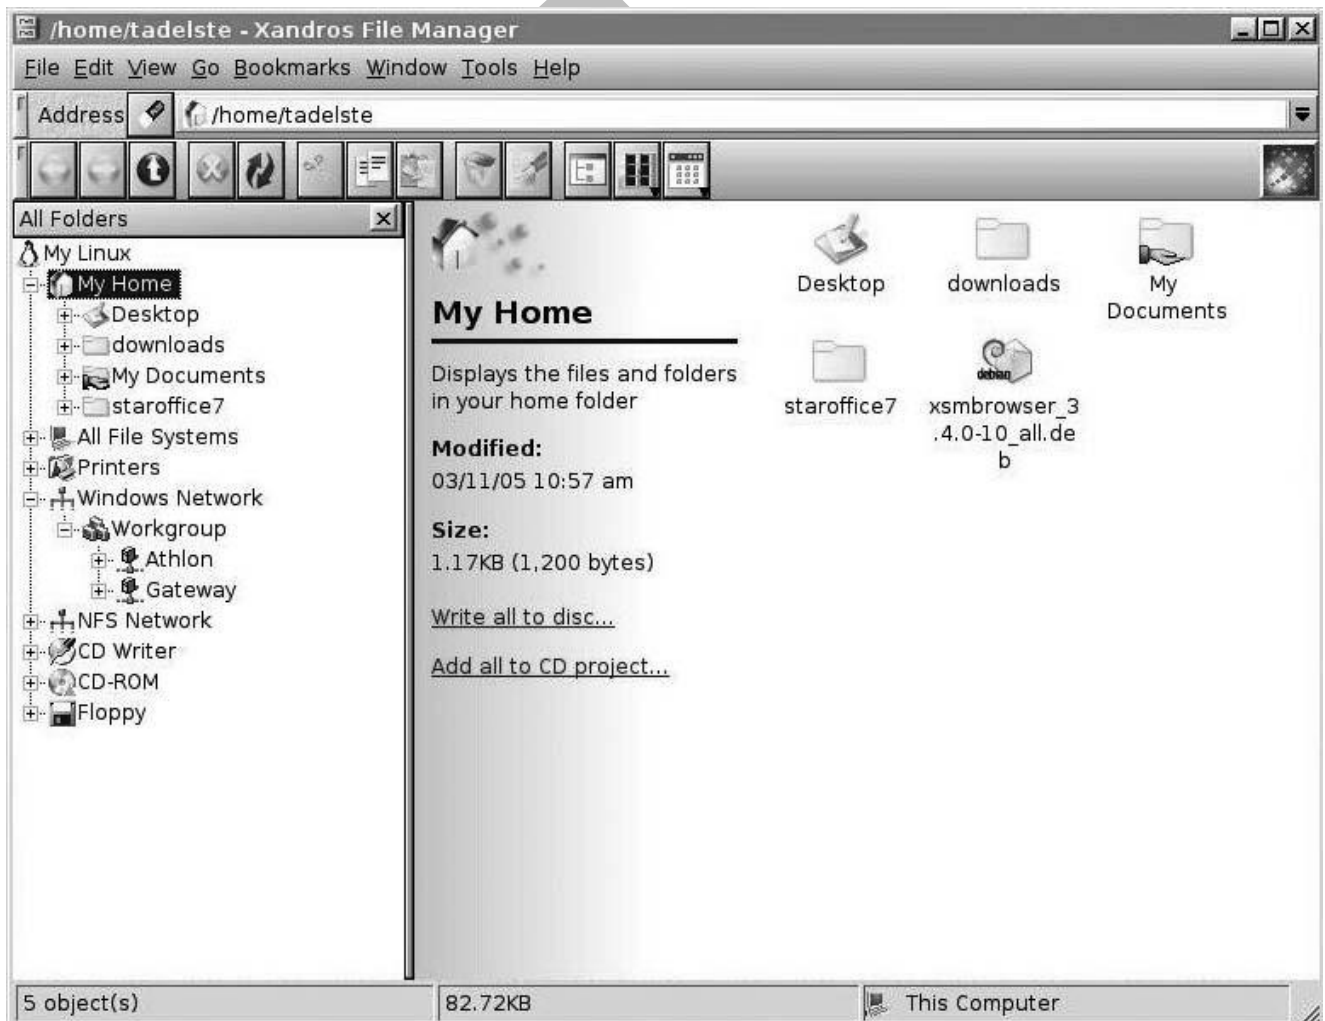 /home/tadelste - Xandros File Manager
File Edit View Go Bookmarks Window Tools Help
Address /home/tadelste
All Folders
My Linux
My Home
Desktop
downloads
My Documents
staroffice7
All File Systems
Printers
Windows Network
Workgroup
Athlon
Gateway
NFS Network
CD Writer
CD-ROM
Floppy
My Home
Displays the files and folders
in your home folder
Modified:
03/11/05 10:57 am
Size:
1.17KB (1,200 bytes)
Write all to disc...
Add all to CD project...
Desktop
downloads
My
Documents
staroffice7
debian
xsmbrowser_3
.4.0-10_all.de
b
5 object(s)
82.72KB
This Computer